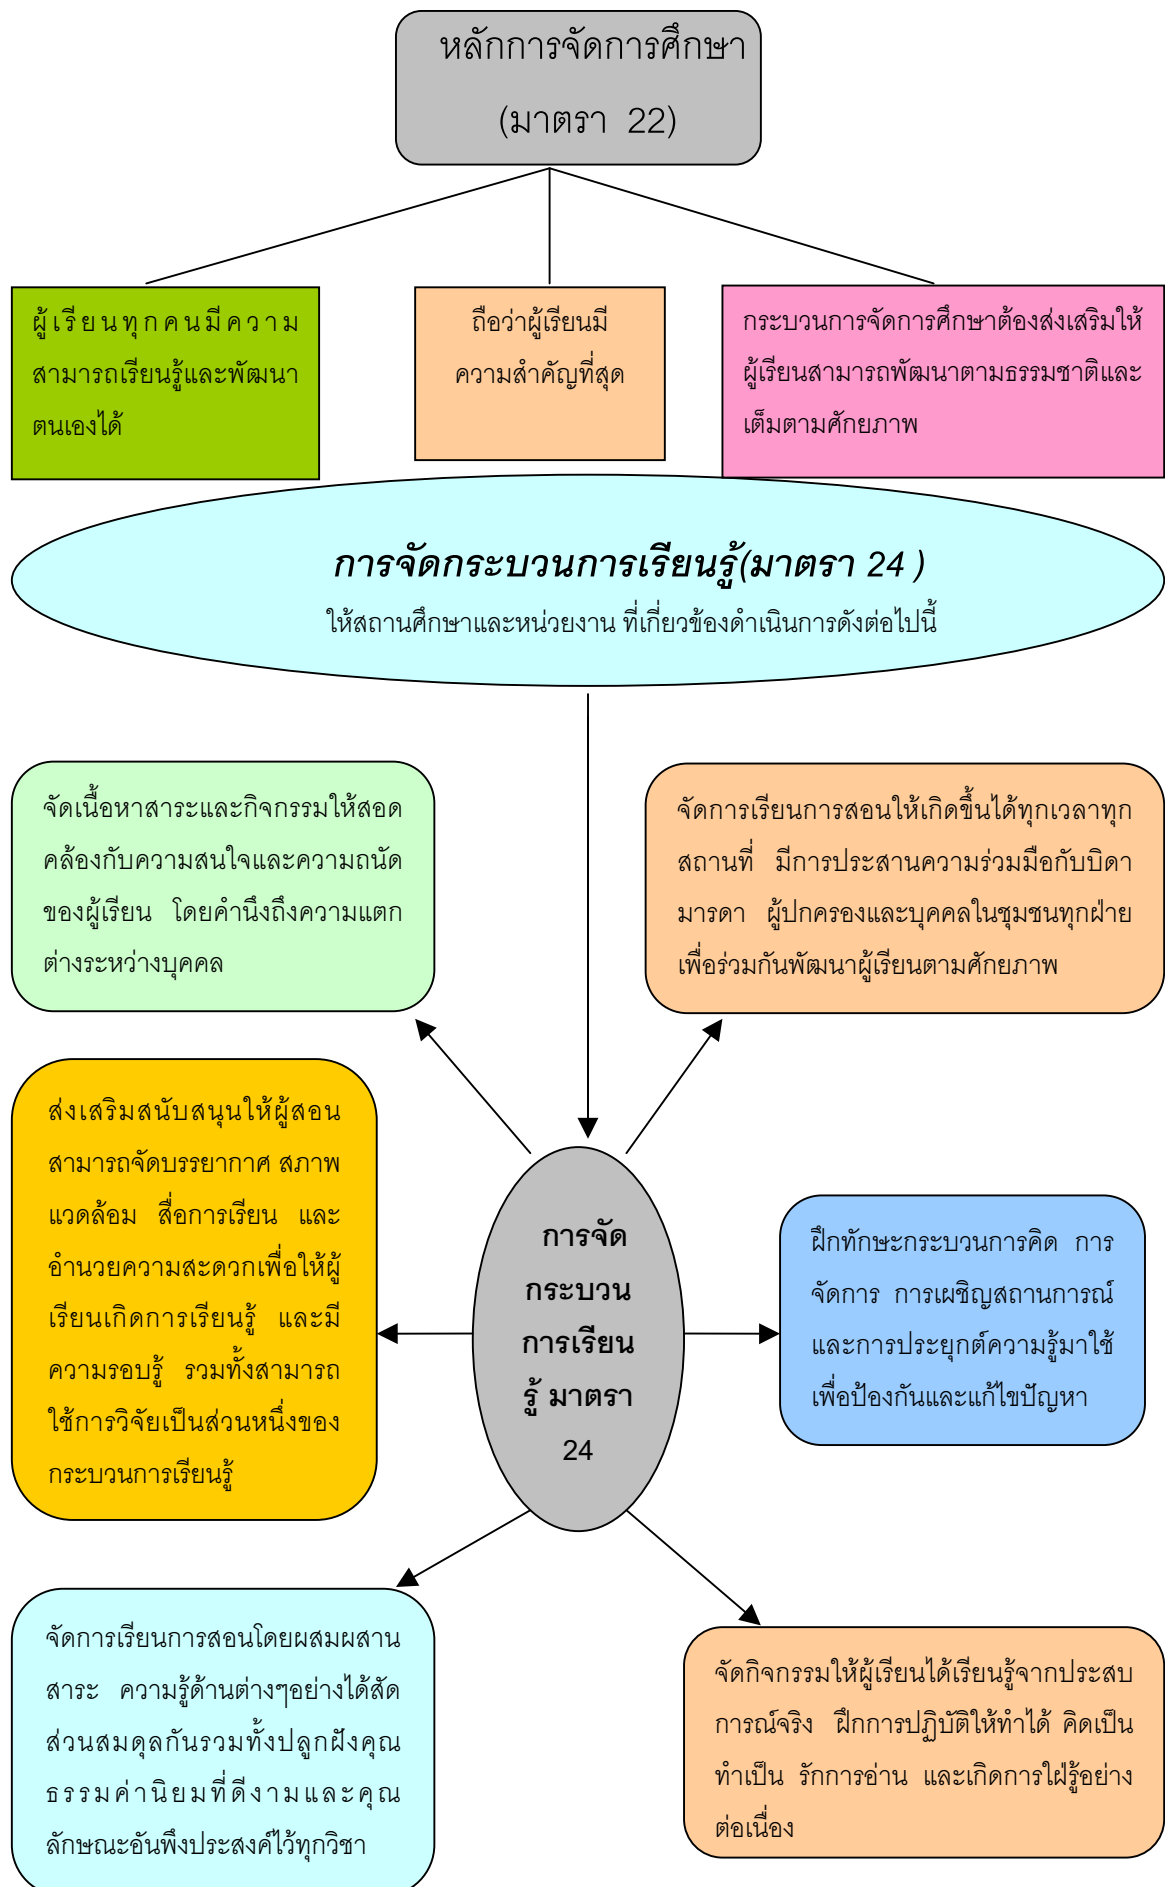 หลักการจัดการศึกษา
(มาตรา 22)
ผู้เรียนทุกคนมีความ
สามารถเรียนรู้และพัฒนา
ตนเองได้
ถือว่าผู้เรียนมี
ความสำคัญที่สุด
กระบวนการจัดการศึกษาต้องส่งเสริมให้
ผู้เรียนสามารถพัฒนาตามธรรมชาติและ
เต็มตามศักยภาพ
การจัดกระบวนการเรียนรู้(มาตรา 24 )
ให้สถานศึกษาและหน่วยงาน ที่เกี่ยวข้องดำเนินการดังต่อไปนี้
จัดเนื้อหาสาระและกิจกรรมให้สอด
คล้องกับความสนใจและความถนัด
ของผู้เรียน โดยคำนึงถึงความแตก
ต่างระหว่างบุคคล
จัดการเรียนการสอนให้เกิดขึ้นได้ทุกเวลาทุก
สถานที่ มีการประสานความร่วมมือกับบิดา
มารดา ผู้ปกครองและบุคคลในชุมชนทุกฝ่าย
เพื่อร่วมกันพัฒนาผู้เรียนตามศักยภาพ
ส่งเสริมสนับสนุนให้ผู้สอน
สามารถจัดบรรยากาศ สภาพ
แวดล้อม สื่อการเรียน และ
อำนวยความสะดวกเพื่อให้ผู้
เรียนเกิดการเรียนรู้ และมี
ความรอบรู้ รวมทั้งสามารถ
ใช้การวิจัยเป็นส่วนหนึ่งของ
กระบวนการเรียนรู้
การจัด
กระบวน
การเรียน
รู้ มาตรา
24
ฝึกทักษะกระบวนการคิด การ
จัดการ การเผชิญสถานการณ์
และการประยุกต์ความรู้มาใช้
เพื่อป้องกันและแก้ไขปัญหา
จัดการเรียนการสอนโดยผสมผสาน
สาระ ความรู้ด้านต่างๆอย่างได้สัด
ส่วนสมดุลกันรวมทั้งปลูกฝังคุณ
ธรรมค่านิยมที่ดีงามและคุณ
ลักษณะอันพึงประสงค์ไว้ทุกวิชา
จัดกิจกรรมให้ผู้เรียนได้เรียนรู้จากประสบ
การณ์จริง ฝึกการปฏิบัติให้ทำได้ คิดเป็น
ทำเป็น รักการอ่าน และเกิดการใฝ่รู้อย่าง
ต่อเนื่อง